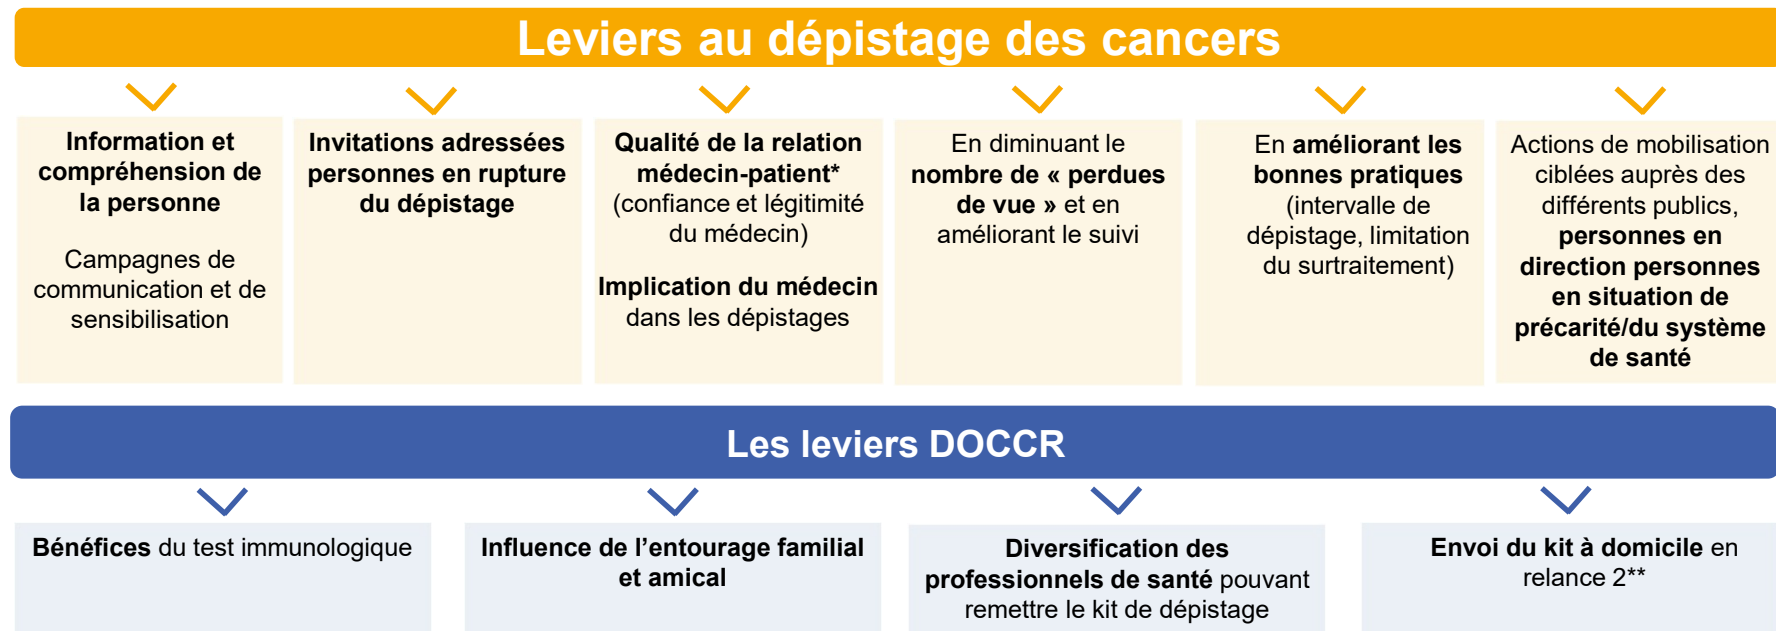 Leviers au dépistage des cancers
Information et
compréhension de
la personne
Campagnes de
communication et de
sensibilisation
Invitations adressées
personnes en rupture
du dépistage
Qualité de la relation
médecin-patient*
(confiance et légitimité
du médecin)
Implication du médecin
dans les dépistages
En diminuant le
nombre de « perdues
de vue » et en
améliorant le suivi
En améliorant les
bonnes pratiques
(intervalle de
dépistage, limitation
du surtraitement)
Actions de mobilisation
ciblées auprès des
différents publics,
personnes en
direction personnes
en situation de
précarité/du système
de santé
Les leviers DOCCR
Bénéfices du test immunologique
Influence de l’entourage familial
et amical
Diversification des
professionnels de santé pouvant
remettre le kit de dépistage
Envoi du kit à domicile en
relance 2**